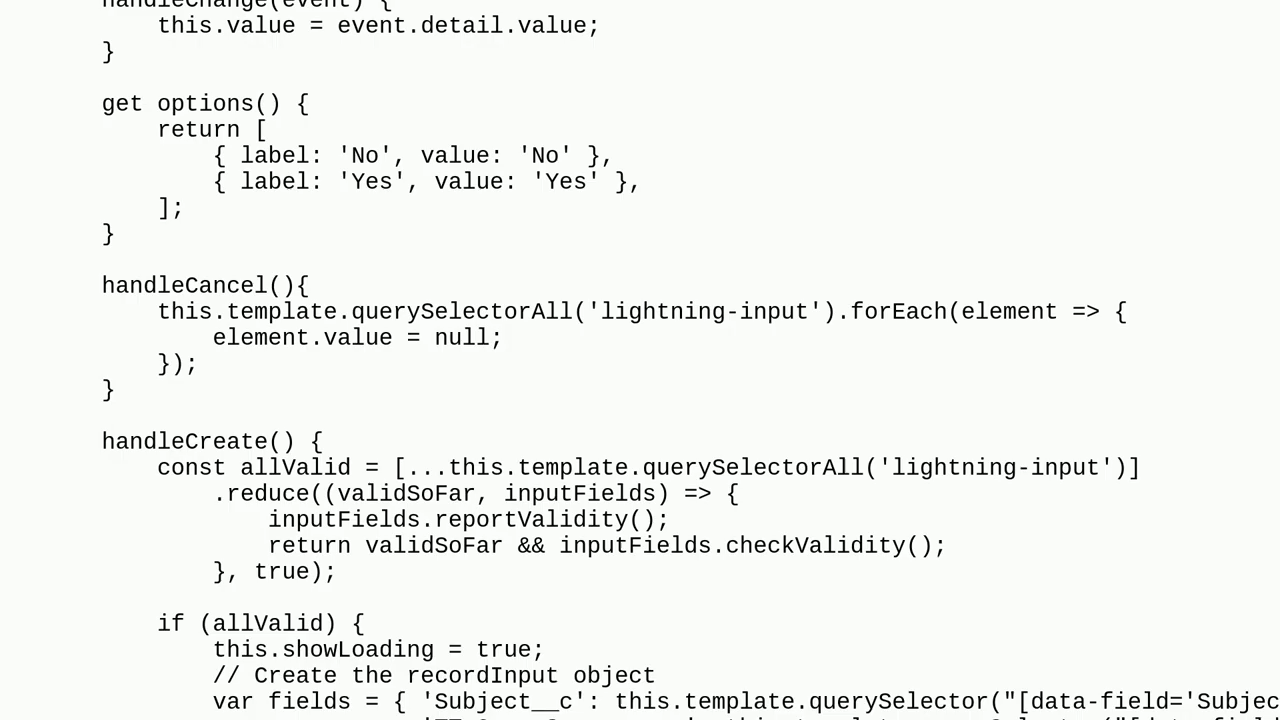 handleChange(event) {
    this.value = event.detail.value;
}

get options() {
    return [
        { label: 'No', value: 'No' },
        { label: 'Yes', value: 'Yes' },
    ];
}

handleCancel(){
    this.template.querySelectorAll('lightning-input').forEach(element => {
        element.value = null;
    });
}

handleCreate() {
    const allValid = [...this.template.querySelectorAll('lightning-input')]
        .reduce((validSoFar, inputFields) => {
            inputFields.reportValidity();
            return validSoFar && inputFields.checkValidity();
        }, true);

    if (allValid) {
        this.showLoading = true;
        // Create the recordInput object
        var fields = { 'Subject__c': this.template.querySelector("[data-field='Subjec